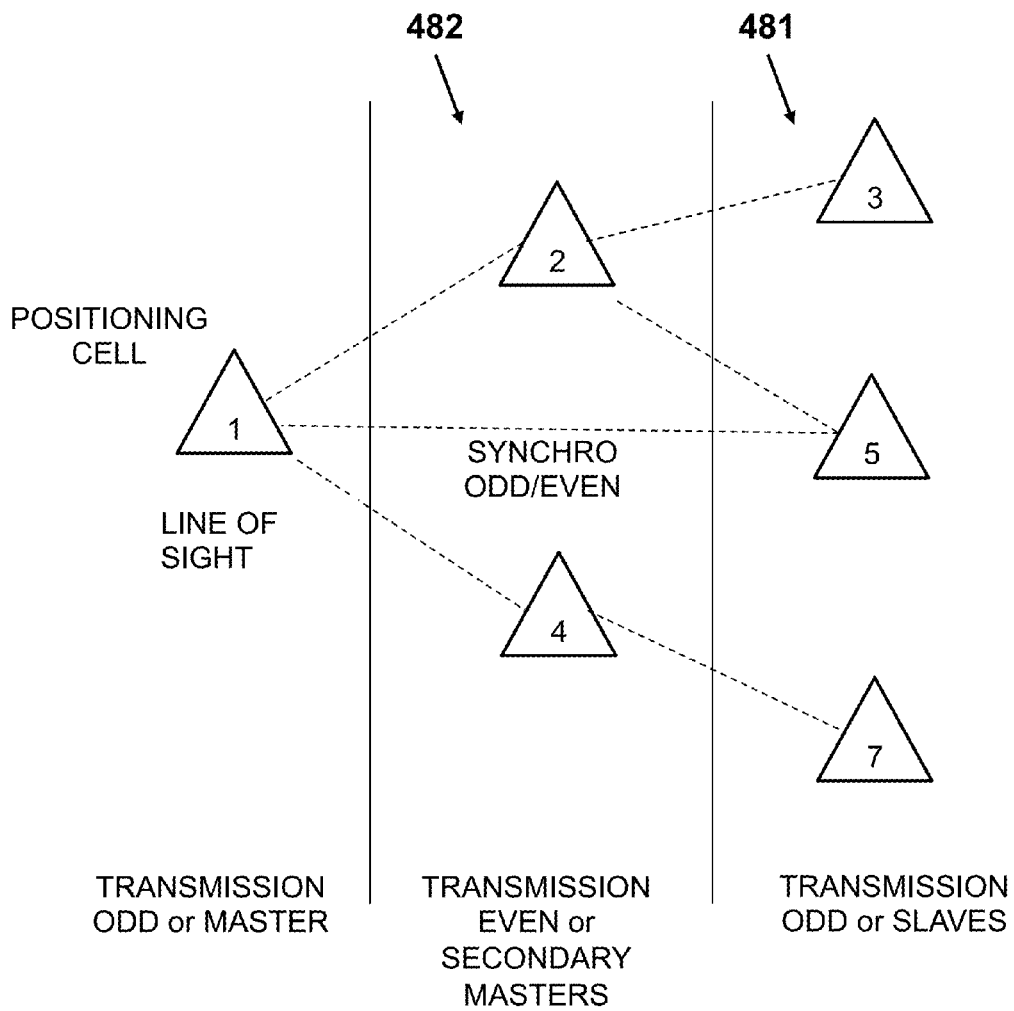 482
481
3
2
POSITIONING
CELL
1
5
SYNCHRO
ODD/EVEN
LINE OF
SIGHT
4
7
TRANSMISSION
ODD or MASTER
TRANSMISSION
EVEN or
SECONDARY
MASTERS
TRANSMISSION
ODD or SLAVES